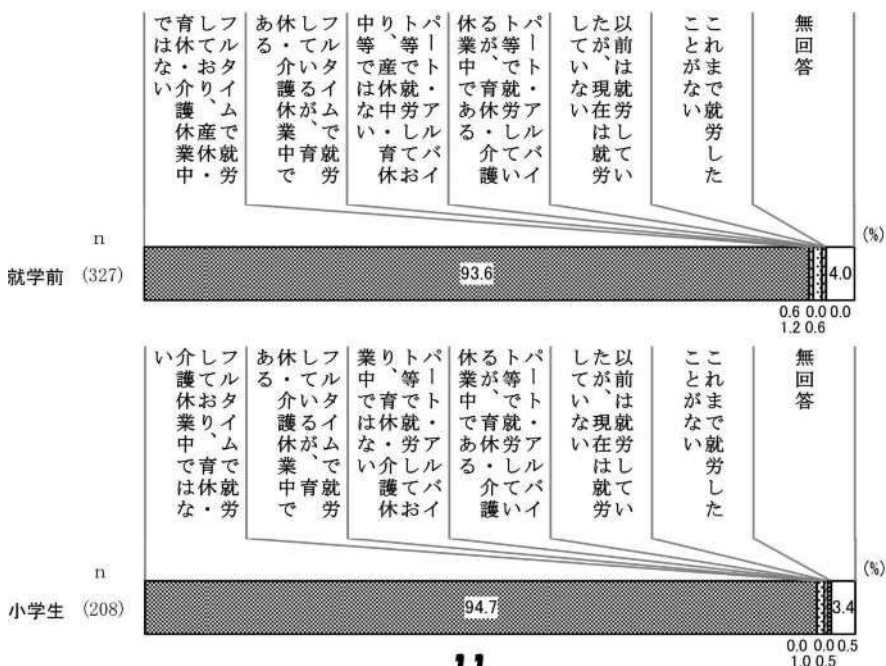 フルタイムで就労
しており、産休・
育休・介護休業中
ではない
フルタイムで就労
しているが、育
休・介護休業中で
ある
パート・アルバイ
ト等で就労してお
り、産休中・育休
中等ではない
パート・アルバイ
ト等で就労してい
るが、育休・介護
休業中である
以前は就労してい
たが、現在は就労
していない
これまで就労した
ことがない
無回答
n
(%)
就学前 (327)
93.6
4.0
0.6 0.0 0.0
1.2 0.6
フルタイムで就労
しており、育休・
介護休業中ではな
い
フルタイムで就労
しているが、育
休・介護休業中で
ある
パート・アルバイ
ト等で就労してお
り、育休・介護休
業中ではない
パート・アルバイ
ト等で就労してい
るが、育休・介護
休業中である
以前は就労してい
たが、現在は就労
していない
これまで就労した
ことがない
無回答
n
(%)
小学生 (208)
94.7
3.4
0.0 0.0 0.5
1.0 0.5